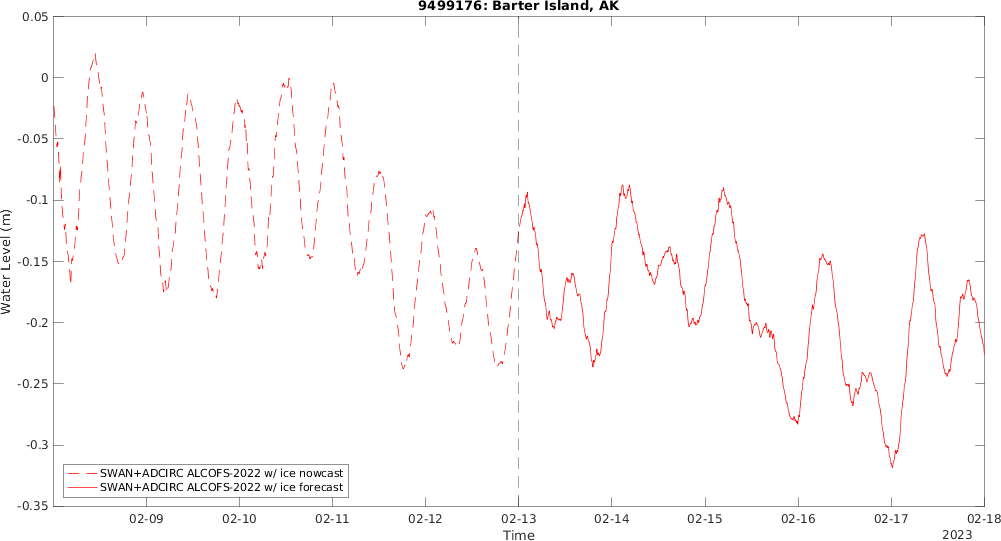 9499176: Barter Island, AK
Water Level (m)
0.05
0
-0.05
-0.1
-0.15
-0.2
-0.25
-0.3
-0.35
SWAN+ADCIRC ALCOFS-2022 w/ ice nowcast
SWAN+ADCIRC ALCOFS-2022 w/ ice forecast
02-09 02-10 02-11 02-12 02-13 02-14 02-15 02-16 02-17 02-18
Time
2023